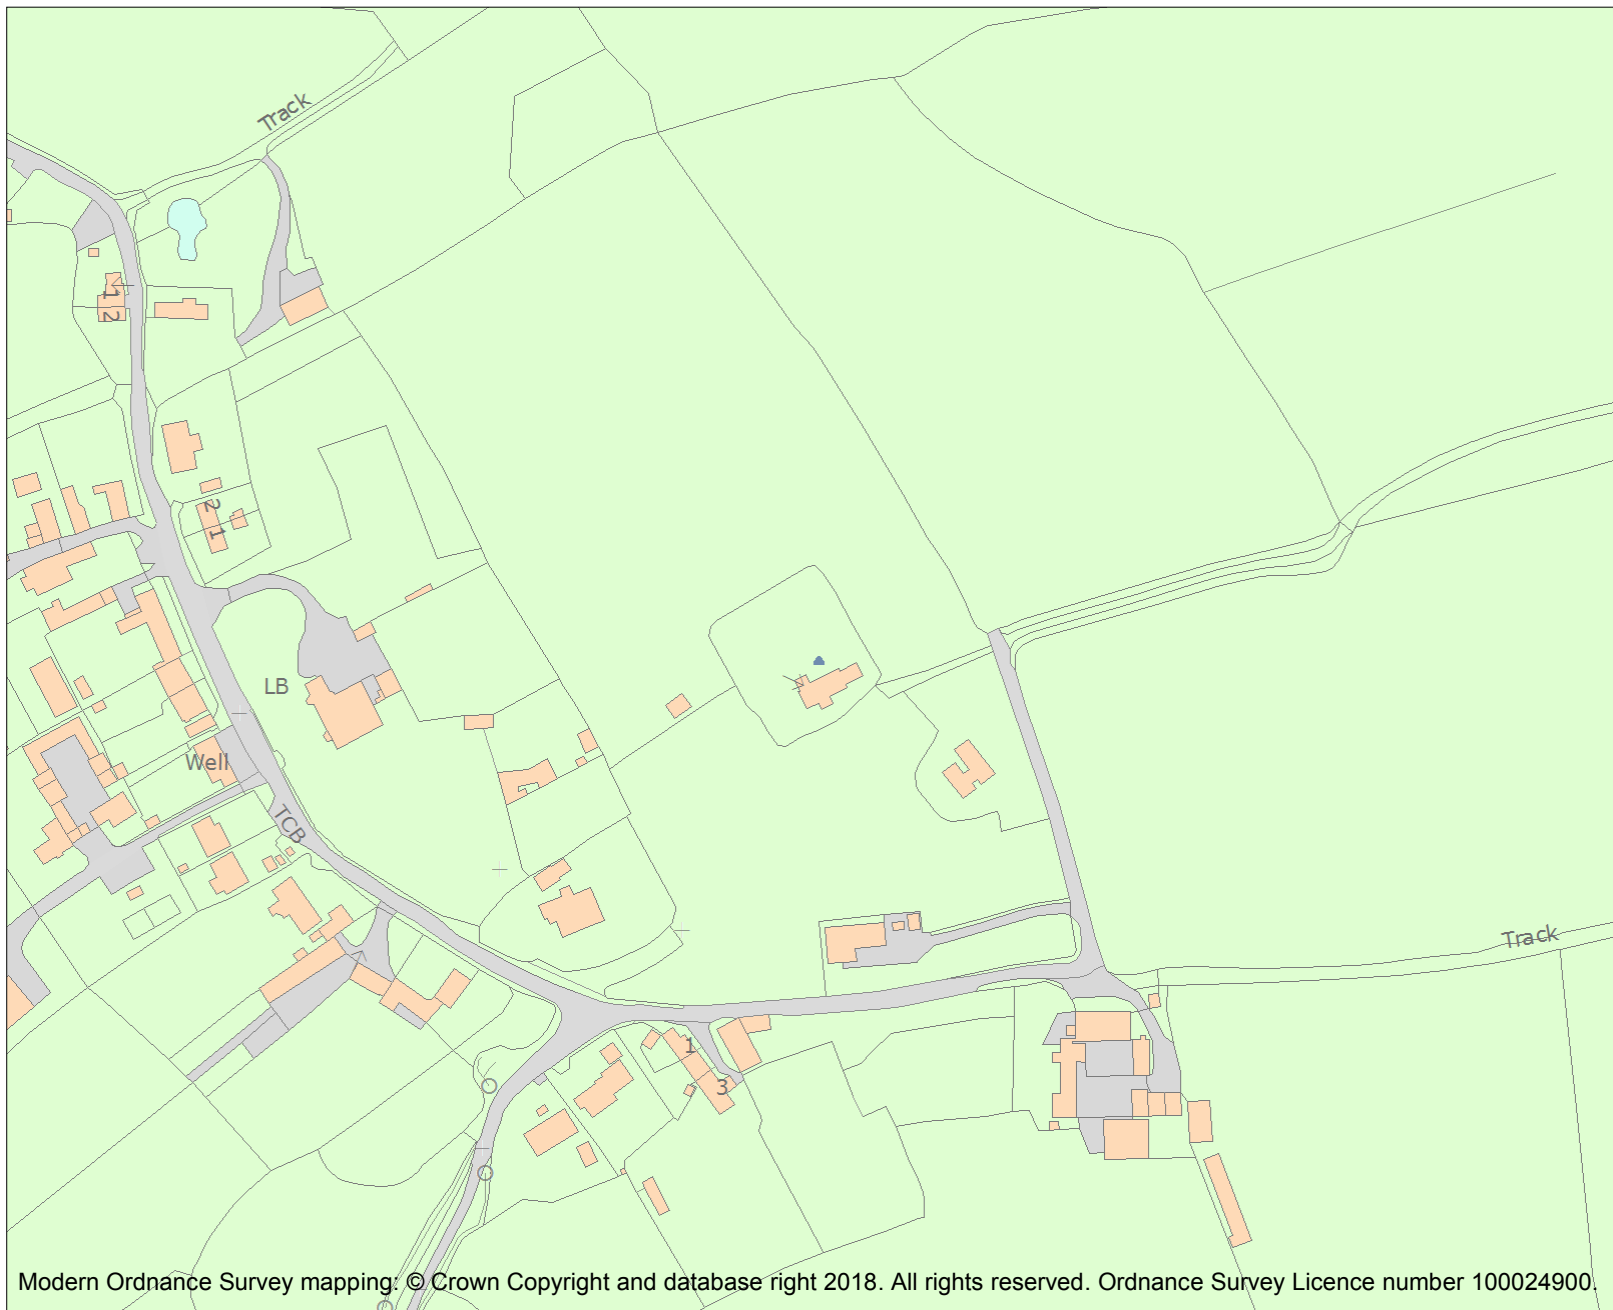 Track
1
2
2
1
LB
Well
TCB
Track
1
3
Modern Ordnance Survey mapping: © Crown Copyright and database right 2018. All rights reserved. Ordnance Survey Licence number 100024900.